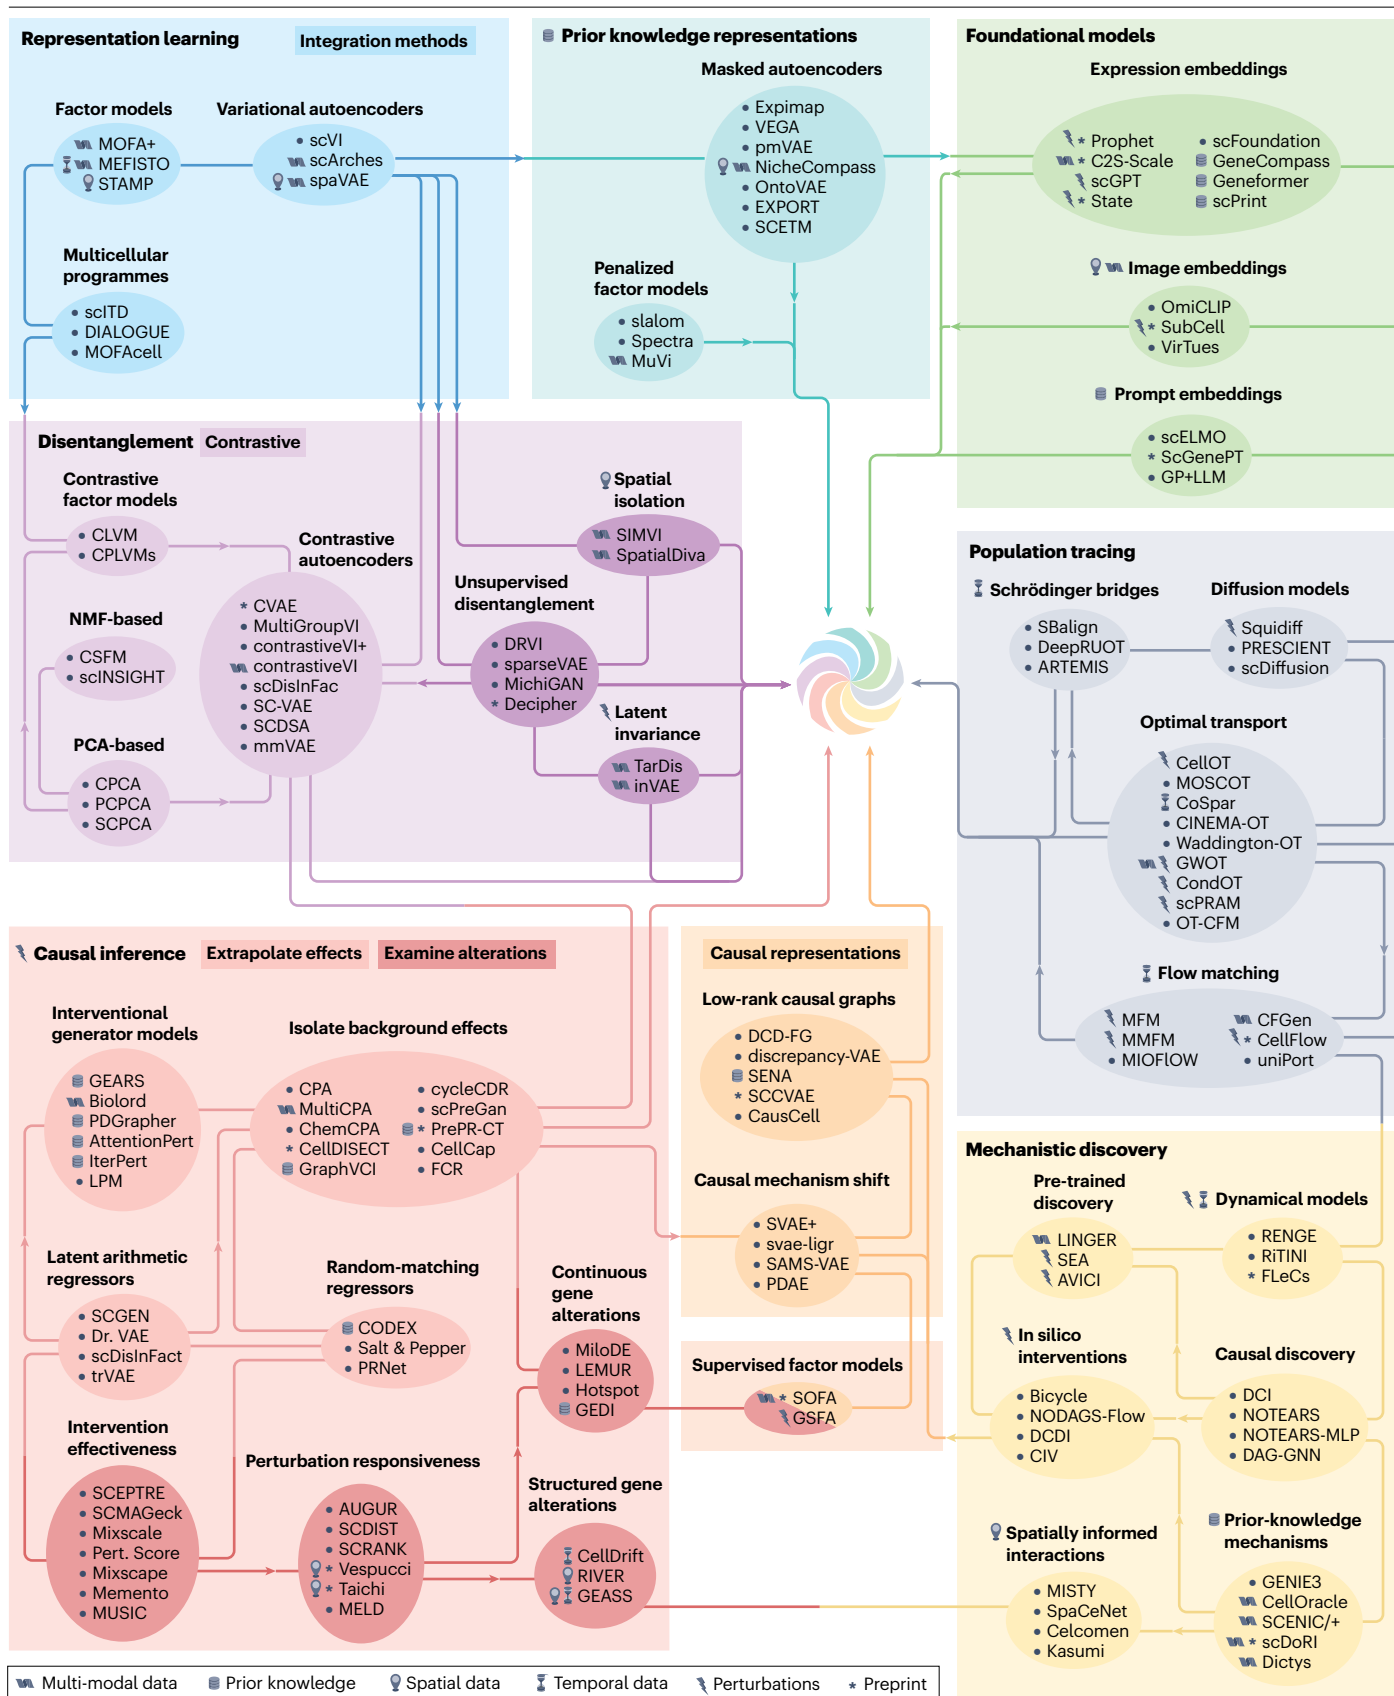 Representation learning
Integration methods
Factor models
MOFA+
MEFISTO
STAMP
Variational autoencoders
• scVI
scArches
spaVAE
Multicellular
programmes
• scITD
• DIALOGUE
• MOFAcell
Prior knowledge representations
Masked autoencoders
• Expimap
• VEGA
• pmVAE
NicheCompass
• OntoVAE
• EXPORT
• SCETM
Penalized
factor models
• slalom
• Spectra
MuVi
Foundational models
Expression embeddings
* Prophet
* C2S-Scale
scGPT
* State
• scFoundation
GeneCompass
Geneformer
scPrint
Image embeddings
• OmiCLIP
* SubCell
• VirTues
Prompt embeddings
• scELMO
* ScGenePT
• GP+LLM
Disentanglement
Contrastive
Contrastive
factor models
• CLVM
• CPLVMs
NMF-based
• CSFM
• scINSIGHT
PCA-based
• CPCA
• PCPCA
• SCPCA
Contrastive
autoencoders
* CVAE
• MultiGroupVI
• contrastiveVI+
contrastiveVI
• scDisInFac
• SC-VAE
• SCDSA
• mmVAE
Spatial
isolation
SIMVI
SpatialDiva
Unsupervised
disentanglement
• DRVI
• sparseVAE
• MichiGAN
* Decipher
Latent
invariance
TarDis
inVAE
Population tracing
Schrödinger bridges
• SBalign
• DeepRUOT
• ARTEMIS
Diffusion models
Squidiff
• PRESCIENT
• scDiffusion
Optimal transport
CellOT
• MOSCOT
CoSpar
• CINEMA-OT
• Waddington-OT
GWOT
CondOT
scPRAM
• OT-CFM
Flow matching
MFM
MMFM
• MIOFlOW
CFGen
* CellFlow
• uniPort
Causal inference
Extrapolate effects
Examine alterations
Interventional
generator models
GEARS
Biolord
PDGrapher
AttentionPert
IterPert
• LPM
Isolate background effects
• CPA
MultiCPA
• ChemCPA
* CellDISECT
GraphVCI
• cycleCDR
• scPreGan
* PrePR-CT
• CellCap
• FCR
Latent arithmetic
regressors
• SCGEN
• Dr. VAE
• scDisInFact
• trVAE
Random-matching
regressors
CODEX
• Salt & Pepper
• PRNet
Continuous
gene
alterations
• MiloDE
• LEMUR
• Hotspot
GEDI
Intervention
effectiveness
• SCEPTRE
• SCMAGeck
• Mixscale
• Pert. Score
• Mixscape
• Memento
• MUSIC
Perturbation responsiveness
• AUGUR
• SCDIST
• SCRANK
* Vespucci
* Taichi
• MELD
Structured gene
alterations
CellDrift
RIVER
GEASS
Causal representations
Low-rank causal graphs
• DCD-FG
• discrepancy-VAE
SENA
* SCCVAE
• CausCell
Causal mechanism shift
• SVAE+
• svae-ligr
• SAMS-VAE
• PDAE
Supervised factor models
* SOFA
GSFA
Mechanistic discovery
Pre-trained
discovery
LINGER
SEA
AVICI
Dynamical models
• RENGE
• RiTINI
* FLeCs
In silico
interventions
• Bicycle
• NODAGS-Flow
• DCDI
• CIV
Causal discovery
• DCI
• NOTEARS
• NOTEARS-MLP
• DAG-GNN
Spatially informed
interactions
• MISTY
• SpaCeNet
• Celcomen
• Kasumi
Prior-knowledge
mechanisms
• GENIE3
CellOracle
SCENIC/+
* scDoRI
Dictys
Multi-modal data
Prior knowledge
Spatial data
Temporal data
Perturbations
* Preprint